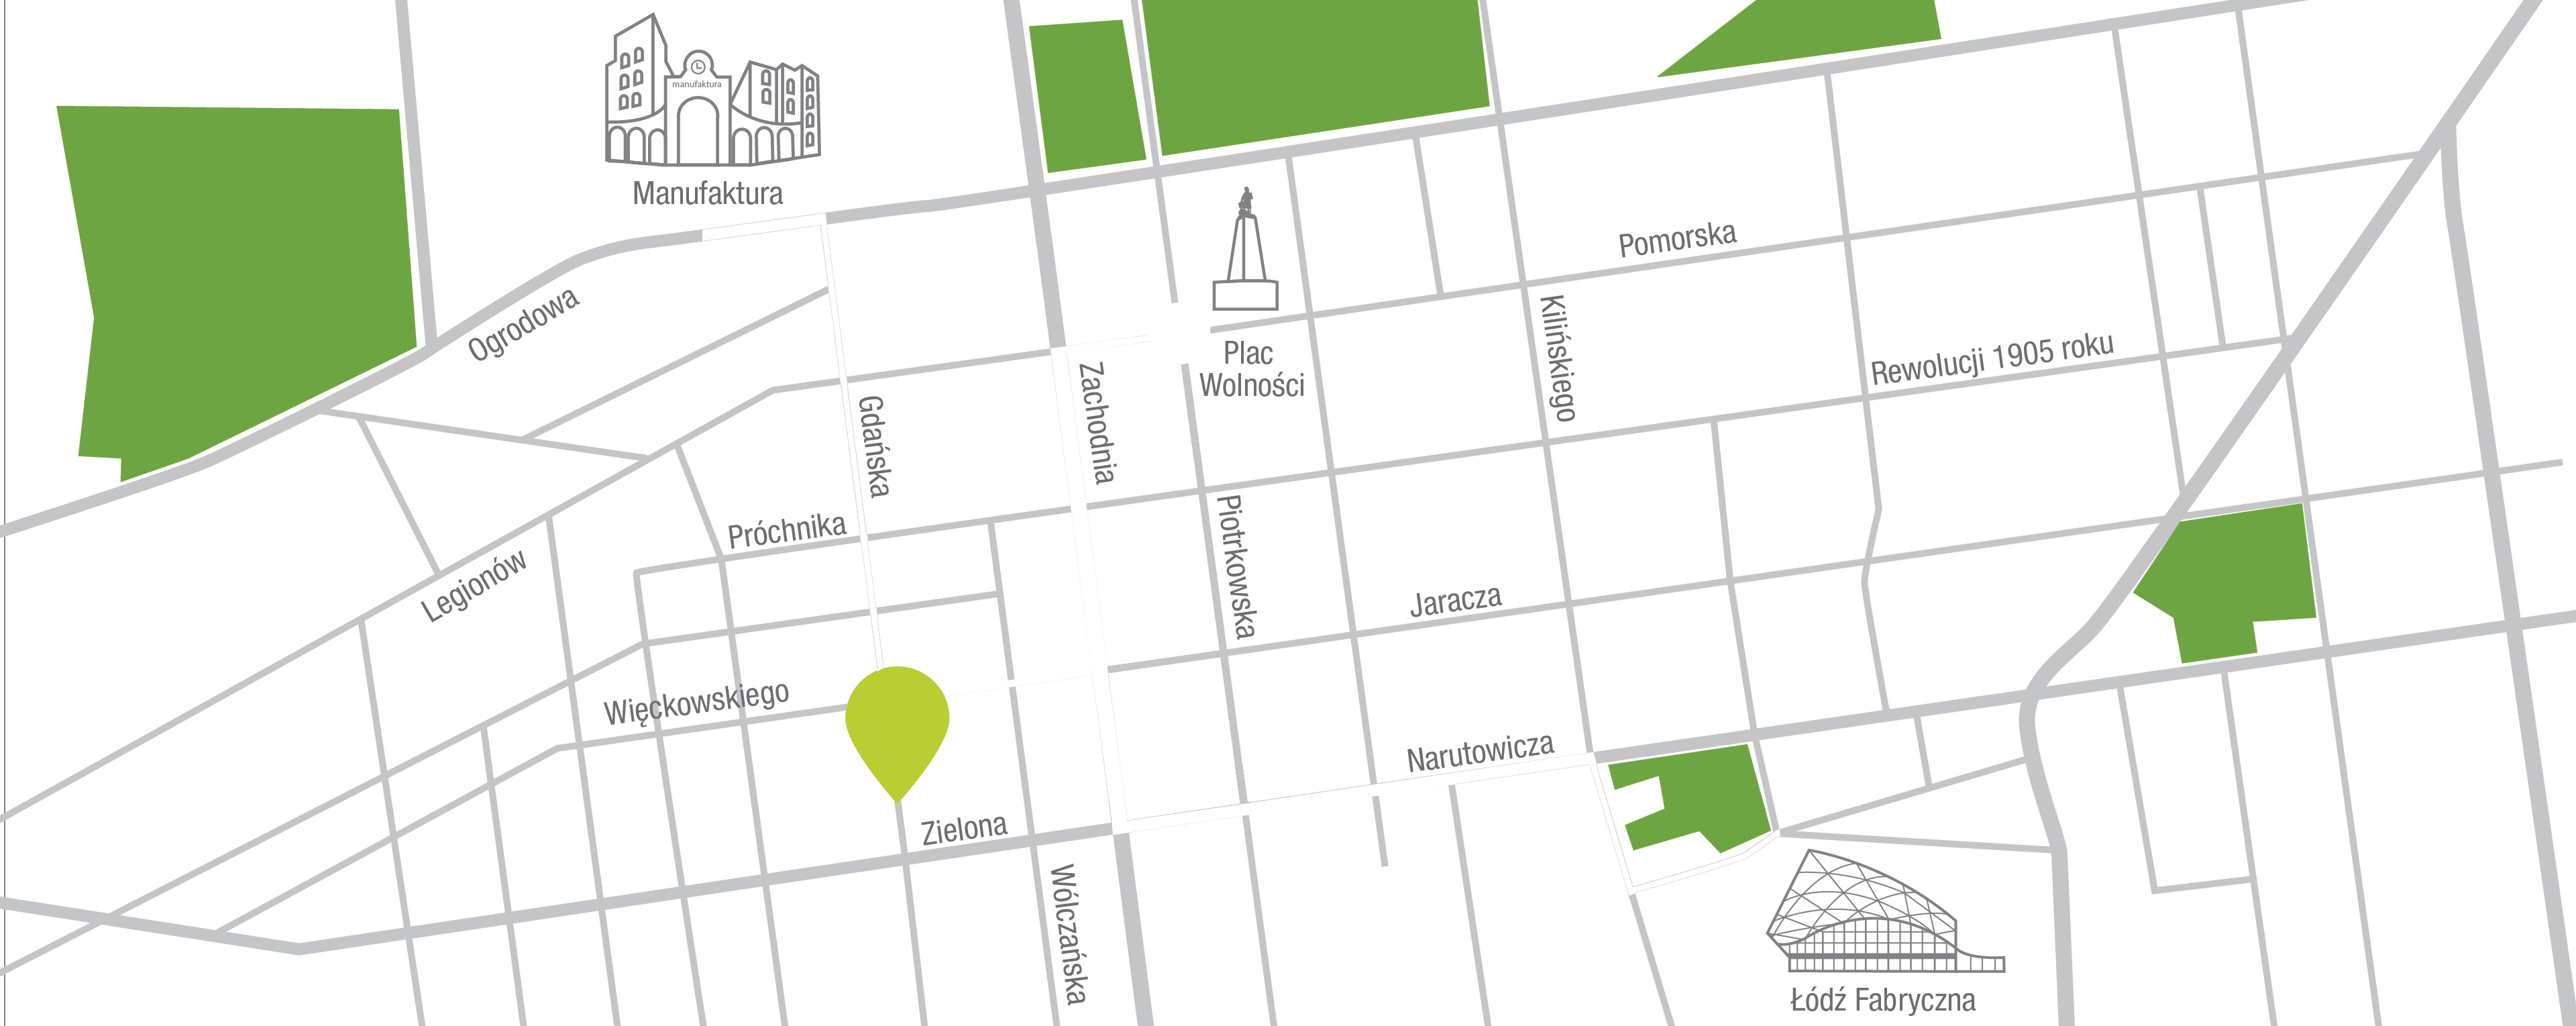 manufaktura
Manufaktura
Pomorska
Ogrodowa
Kilińskiego
Rewolucji 1905 roku
Plac
Wolności
Zachodnia
Gdańska
Piotrkowska
Próchnika
Legionów
Jaracza
Więckowskiego
Narutowicza
Zielona
Wólczańska
Łódź Fabryczna